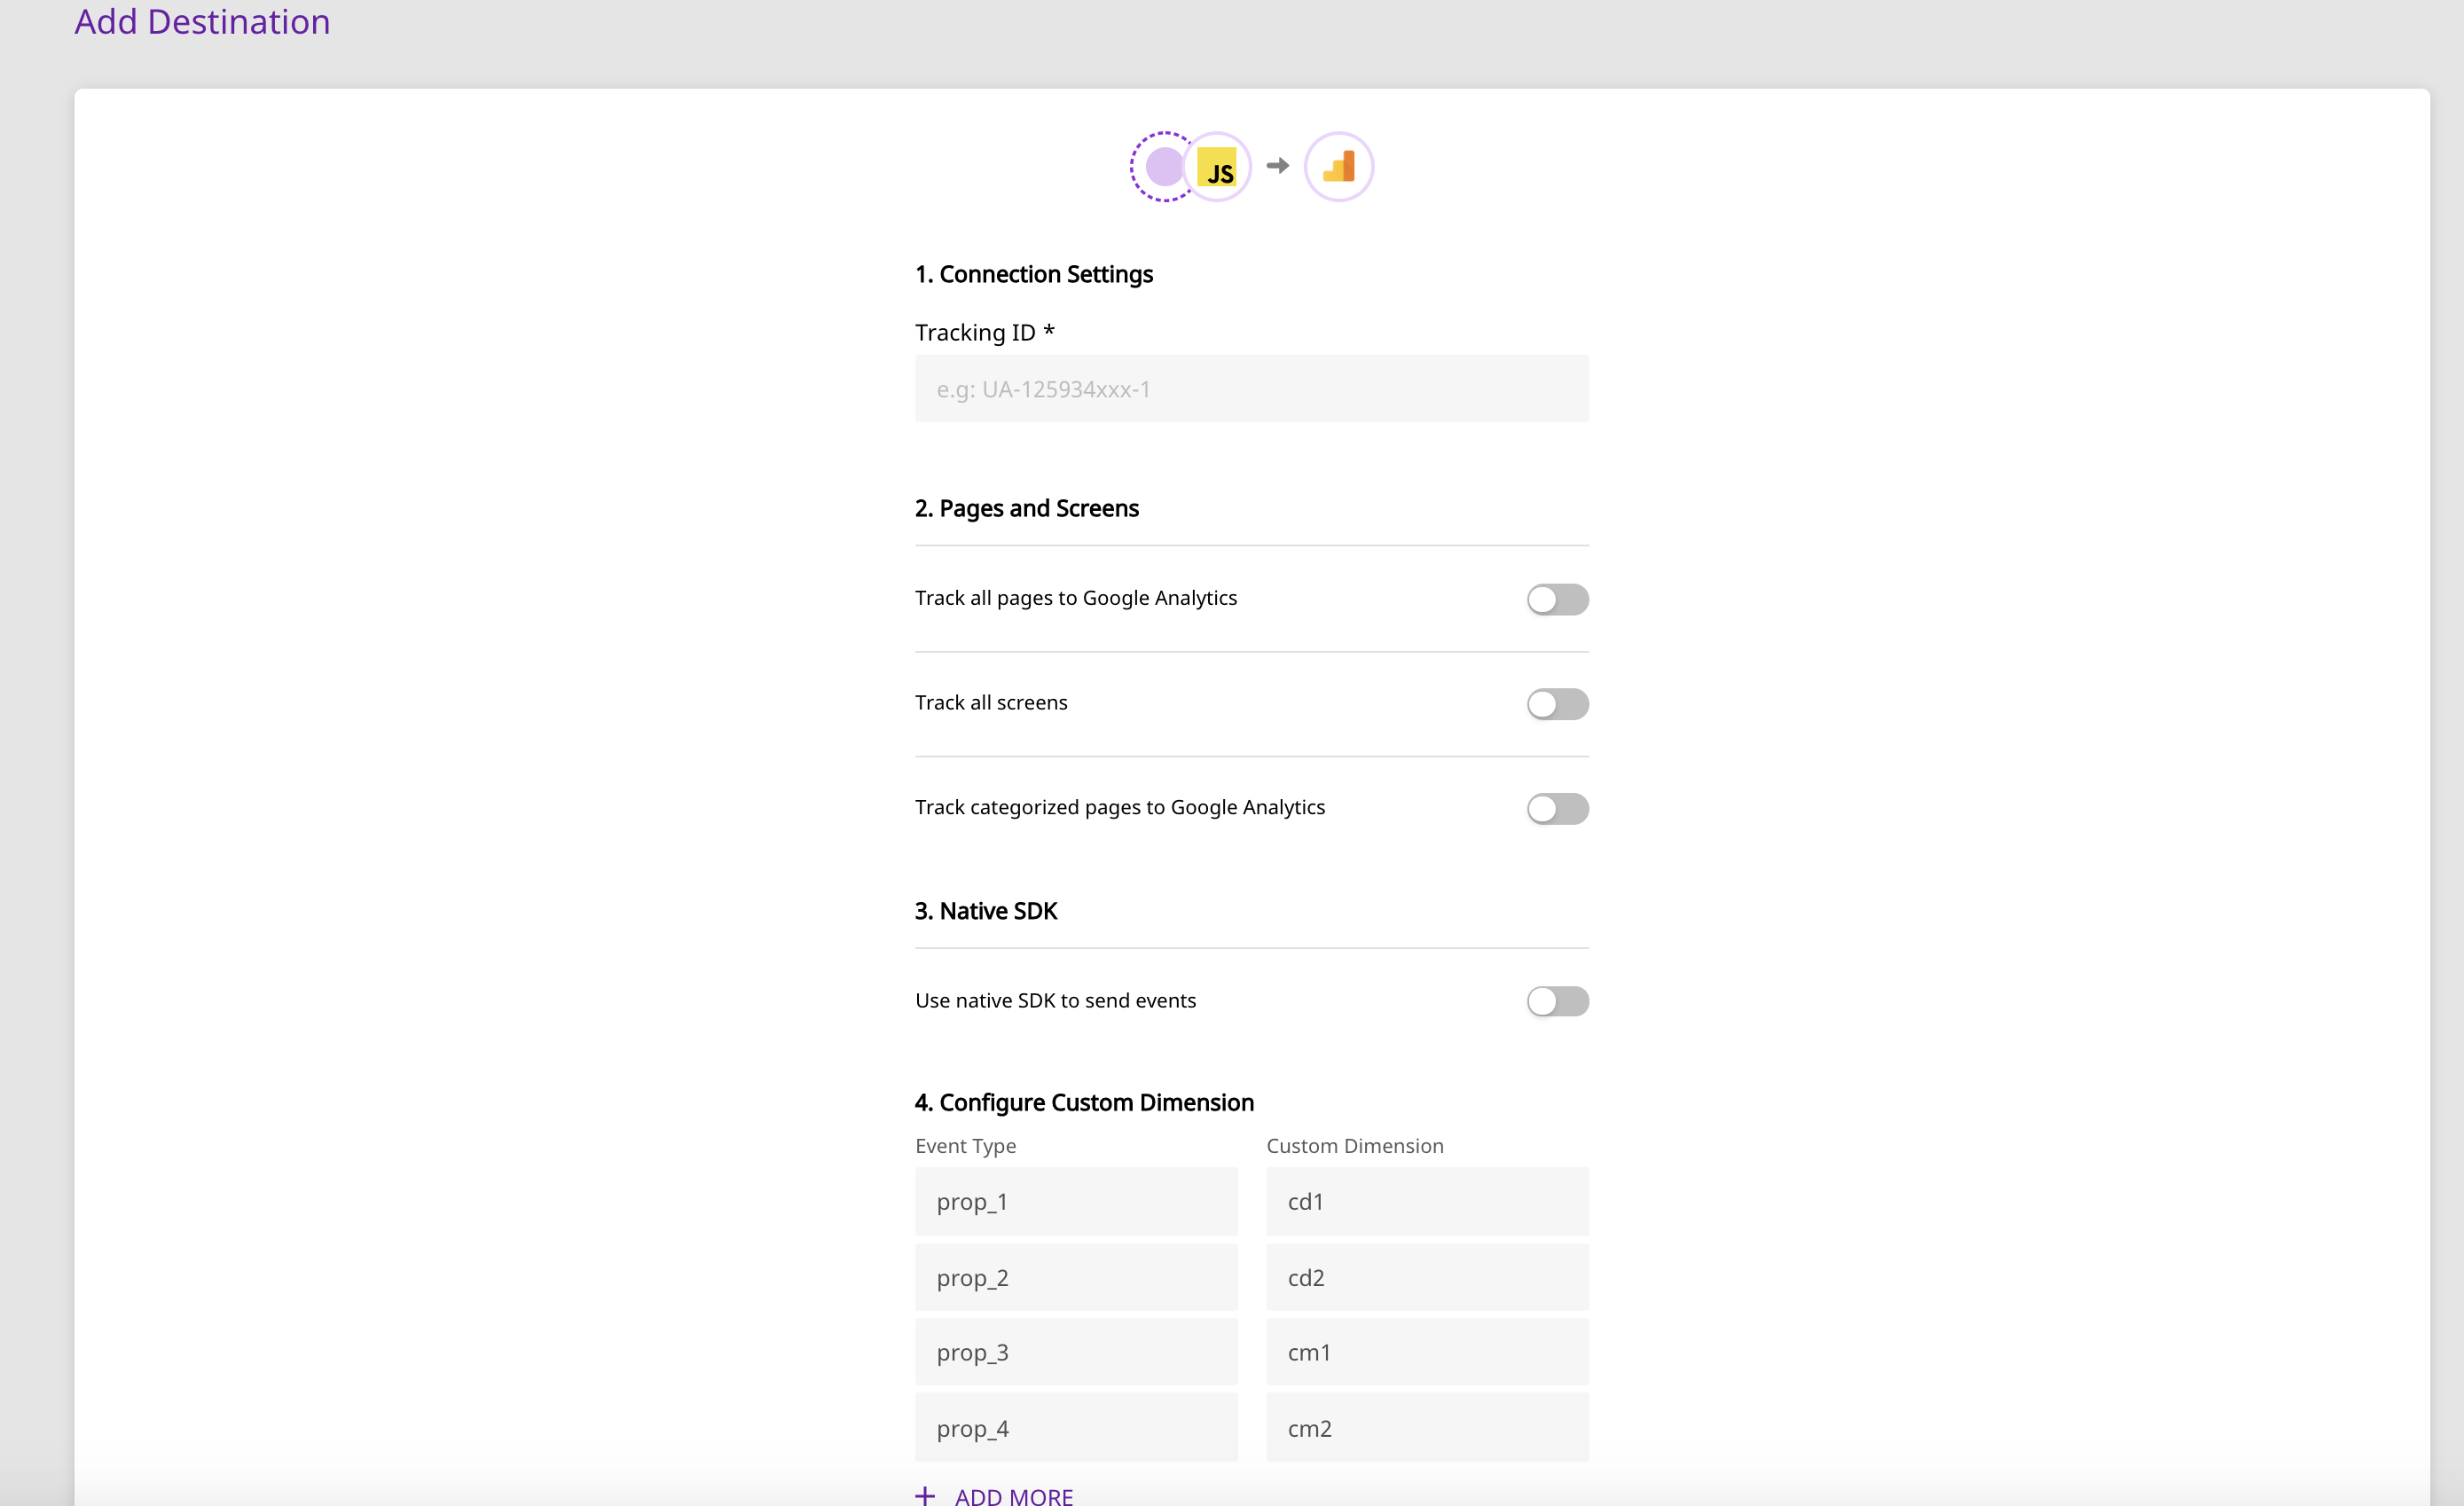 Add Destination
JS
1. Connection Settings
Tracking ID *
e.g: UA-125934xxx-1
2. Pages and Screens
Track all pages to Google Analytics
Track all screens
Track categorized pages to Google Analytics
3. Native SDK
Use native SDK to send events
4. Configure Custom Dimension
Event Type Custom Dimension
prop_1 cd1
prop_2 cd2
prop_3 cm1
prop_4 cm2
+ ADD MORE